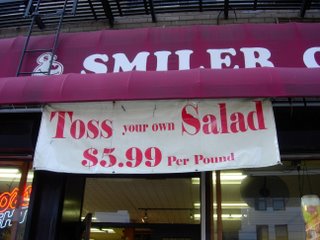 SMILER
Toss your own Salad
$5.99 Per Pound